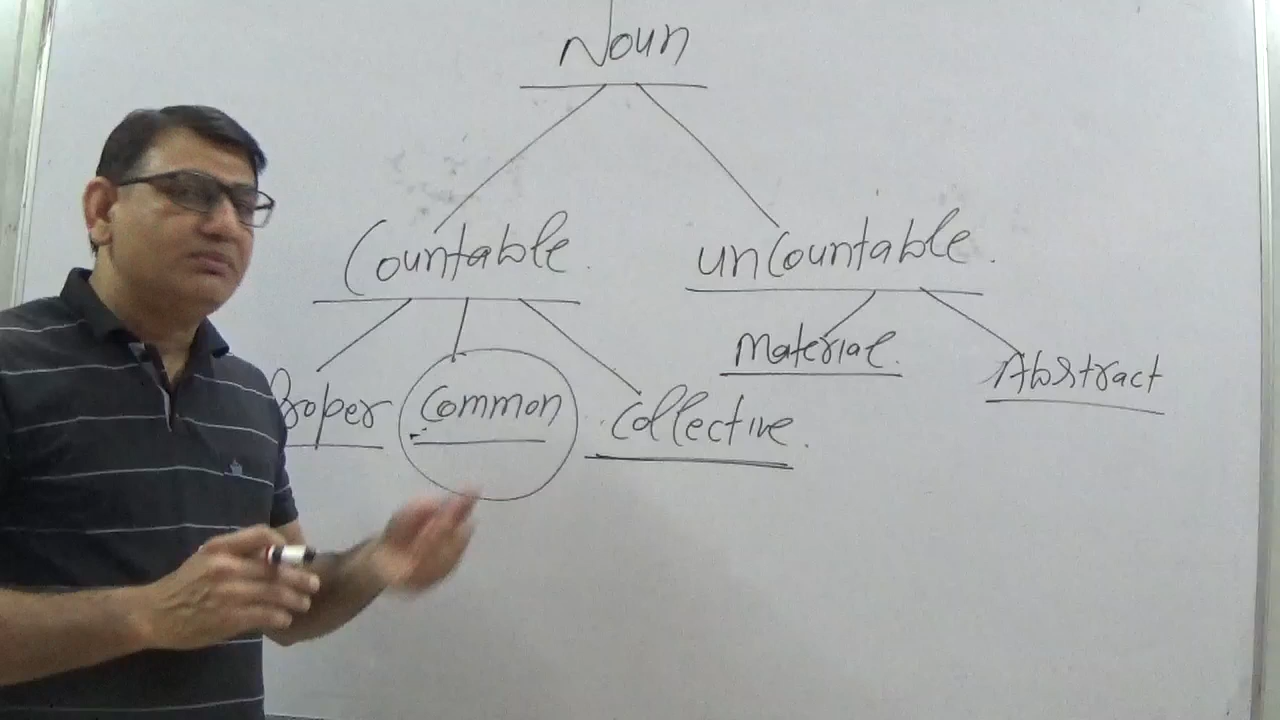 Noun
Countable.
unCountable.
Material.
Abstract
Proper
Common
Collective.